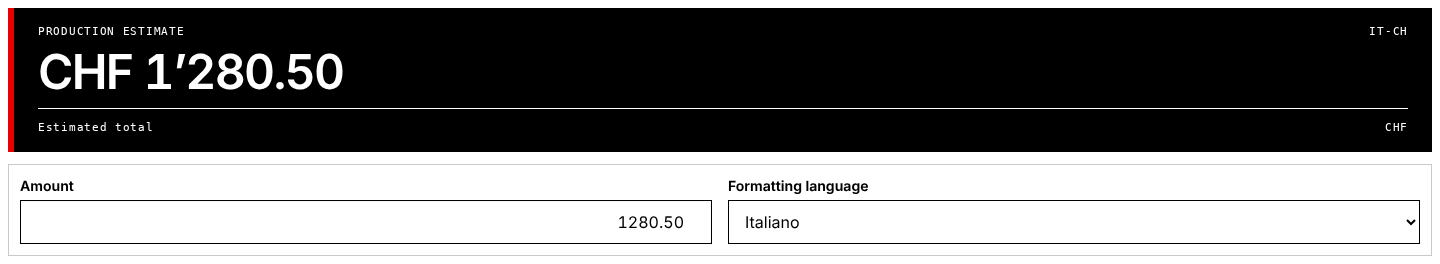 PRODUCTION ESTIMATE
IT-CH
CHF 1’280.50
Estimated total
CHF
Amount
Formatting language
1280.50
Italiano